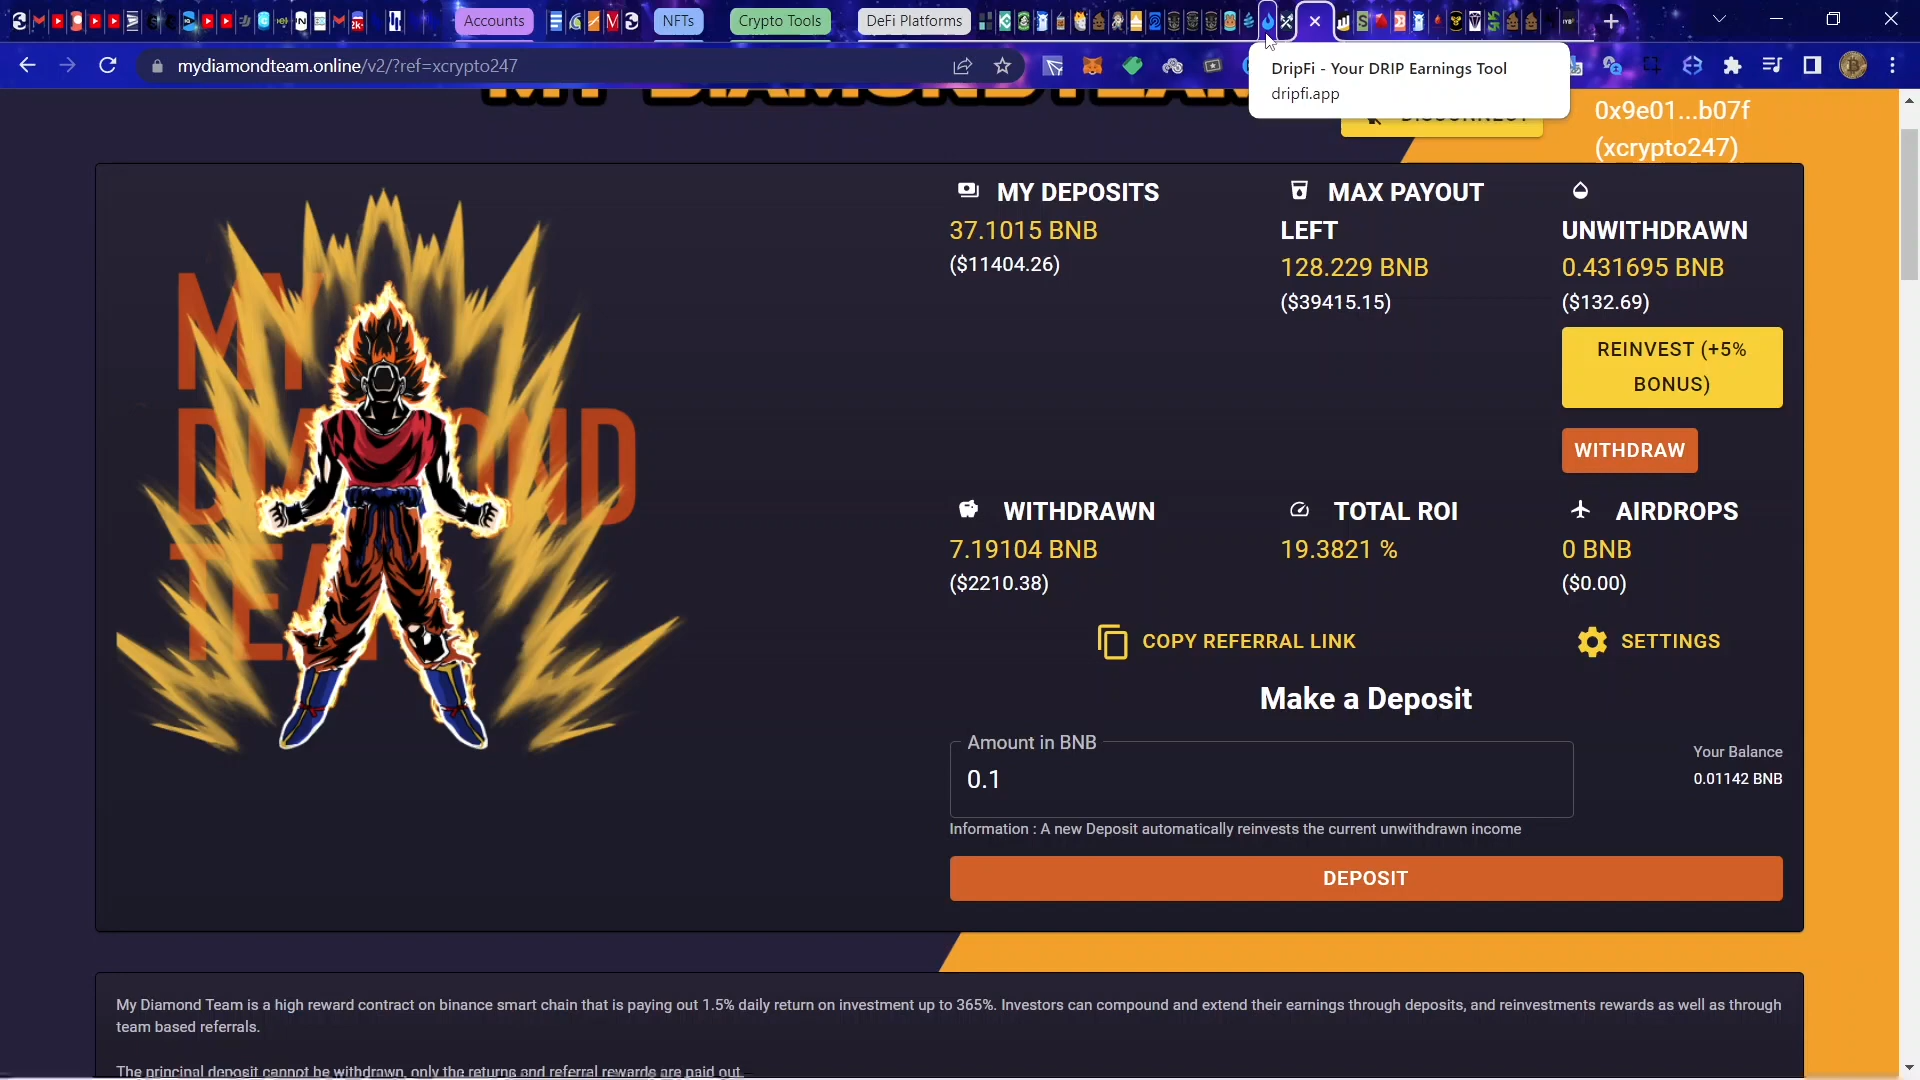 Accounts
NFTs
Crypto Tools
DeFi Platforms
mydiamondteam.online/v2/?ref=xcrypto247
DripFi - Your DRIP Earnings Tool
dripfi.app
MY DIAMOND TEAM
DISCONNECT
0x9e01...b07f
(xcrypto247)
MY
DIAMOND
TEAM
MY DEPOSITS
37.1015 BNB
($11404.26)
MAX PAYOUT
LEFT
128.229 BNB
($39415.15)
UNWITHDRAWN
0.431695 BNB
($132.69)
REINVEST (+5%
BONUS)
WITHDRAW
WITHDRAWN
7.19104 BNB
($2210.38)
TOTAL ROI
19.3821 %
AIRDROPS
0 BNB
($0.00)
COPY REFERRAL LINK
SETTINGS
Make a Deposit
Amount in BNB
0.1
Your Balance
0.01142 BNB
Information : A new Deposit automatically reinvests the current unwithdrawn income
DEPOSIT
My Diamond Team is a high reward contract on binance smart chain that is paying out 1.5% daily return on investment up to 365%. Investors can compound and extend their earnings through deposits, and reinvestments rewards as well as through
team based referrals.
The principal deposit cannot be withdrawn, only the returns and referral rewards are paid out.